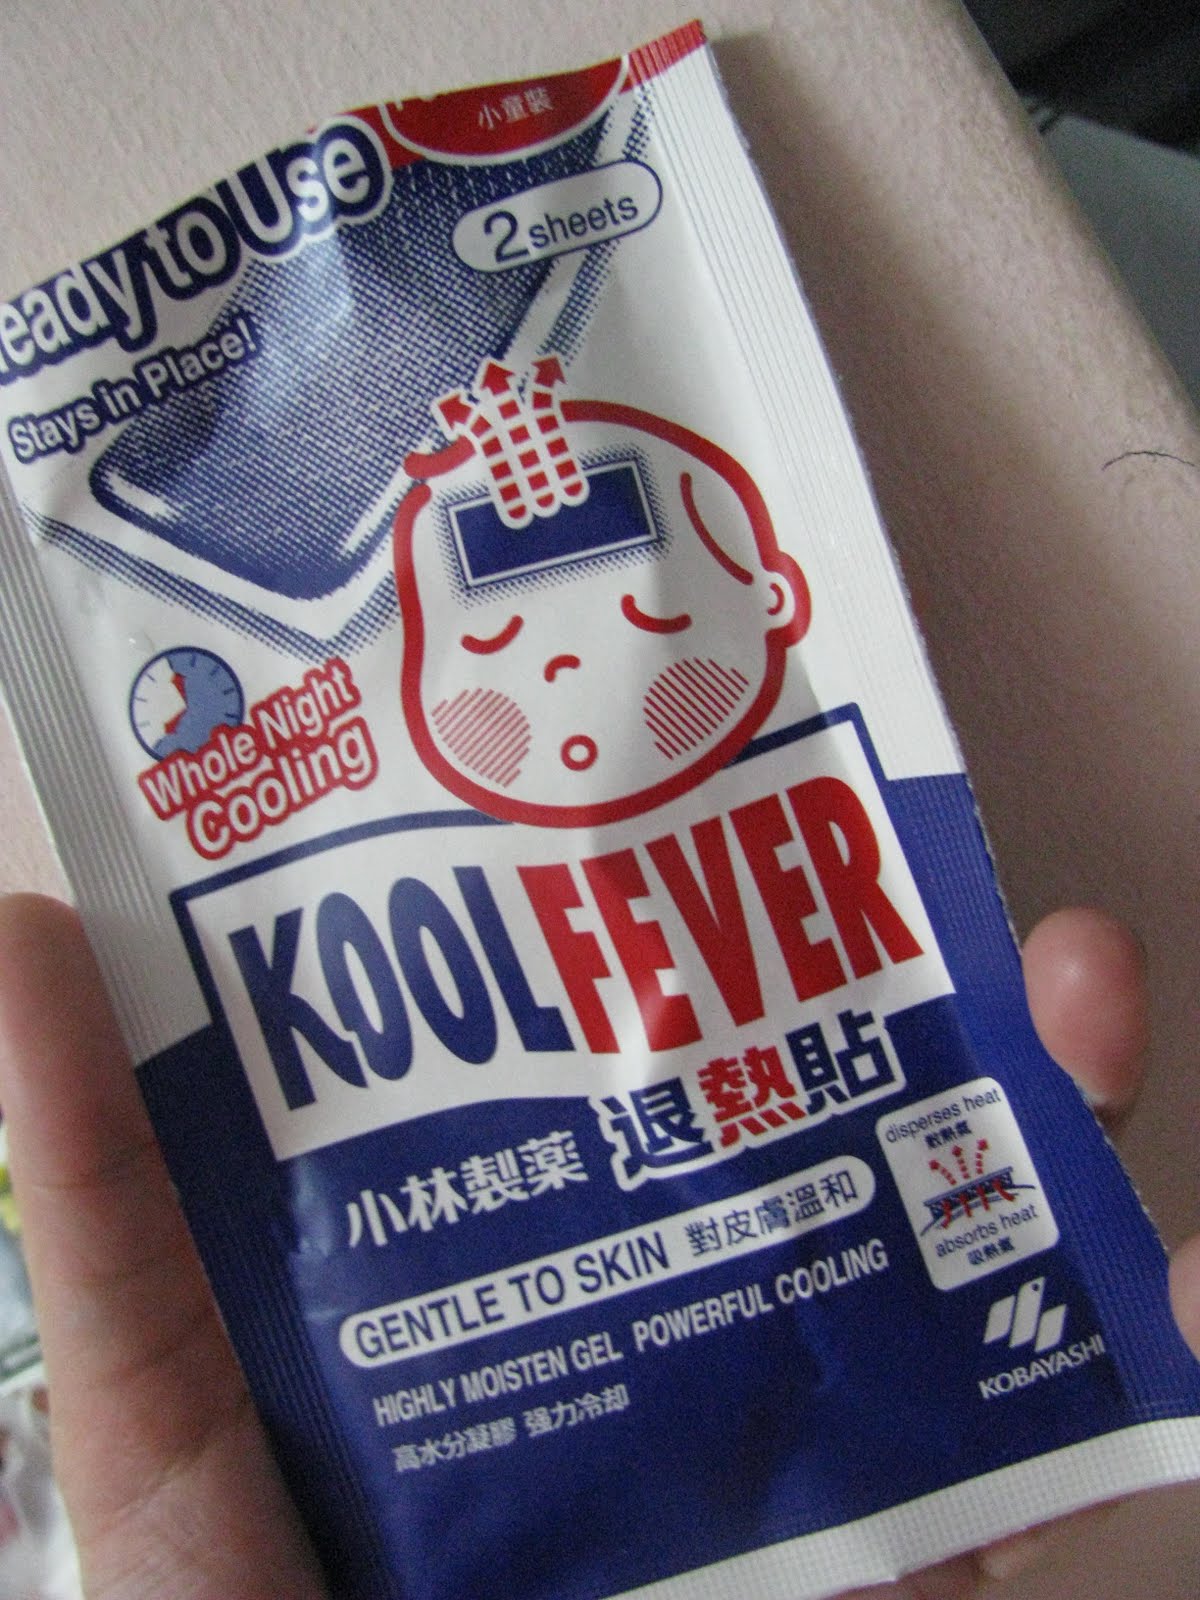 小童裝
eady to Use
2 sheets
Stays in Place!
Whole Night
Cooling
KOOLFEVER
小林製薬 退熱貼
disperses heat
散熱氣
absorbs heat
吸熱氣
GENTLE TO SKIN 對皮膚溫和
HIGHLY MOISTEN GEL POWERFUL COOLING
高水分凝膠 强力冷却
KOBAYASHI